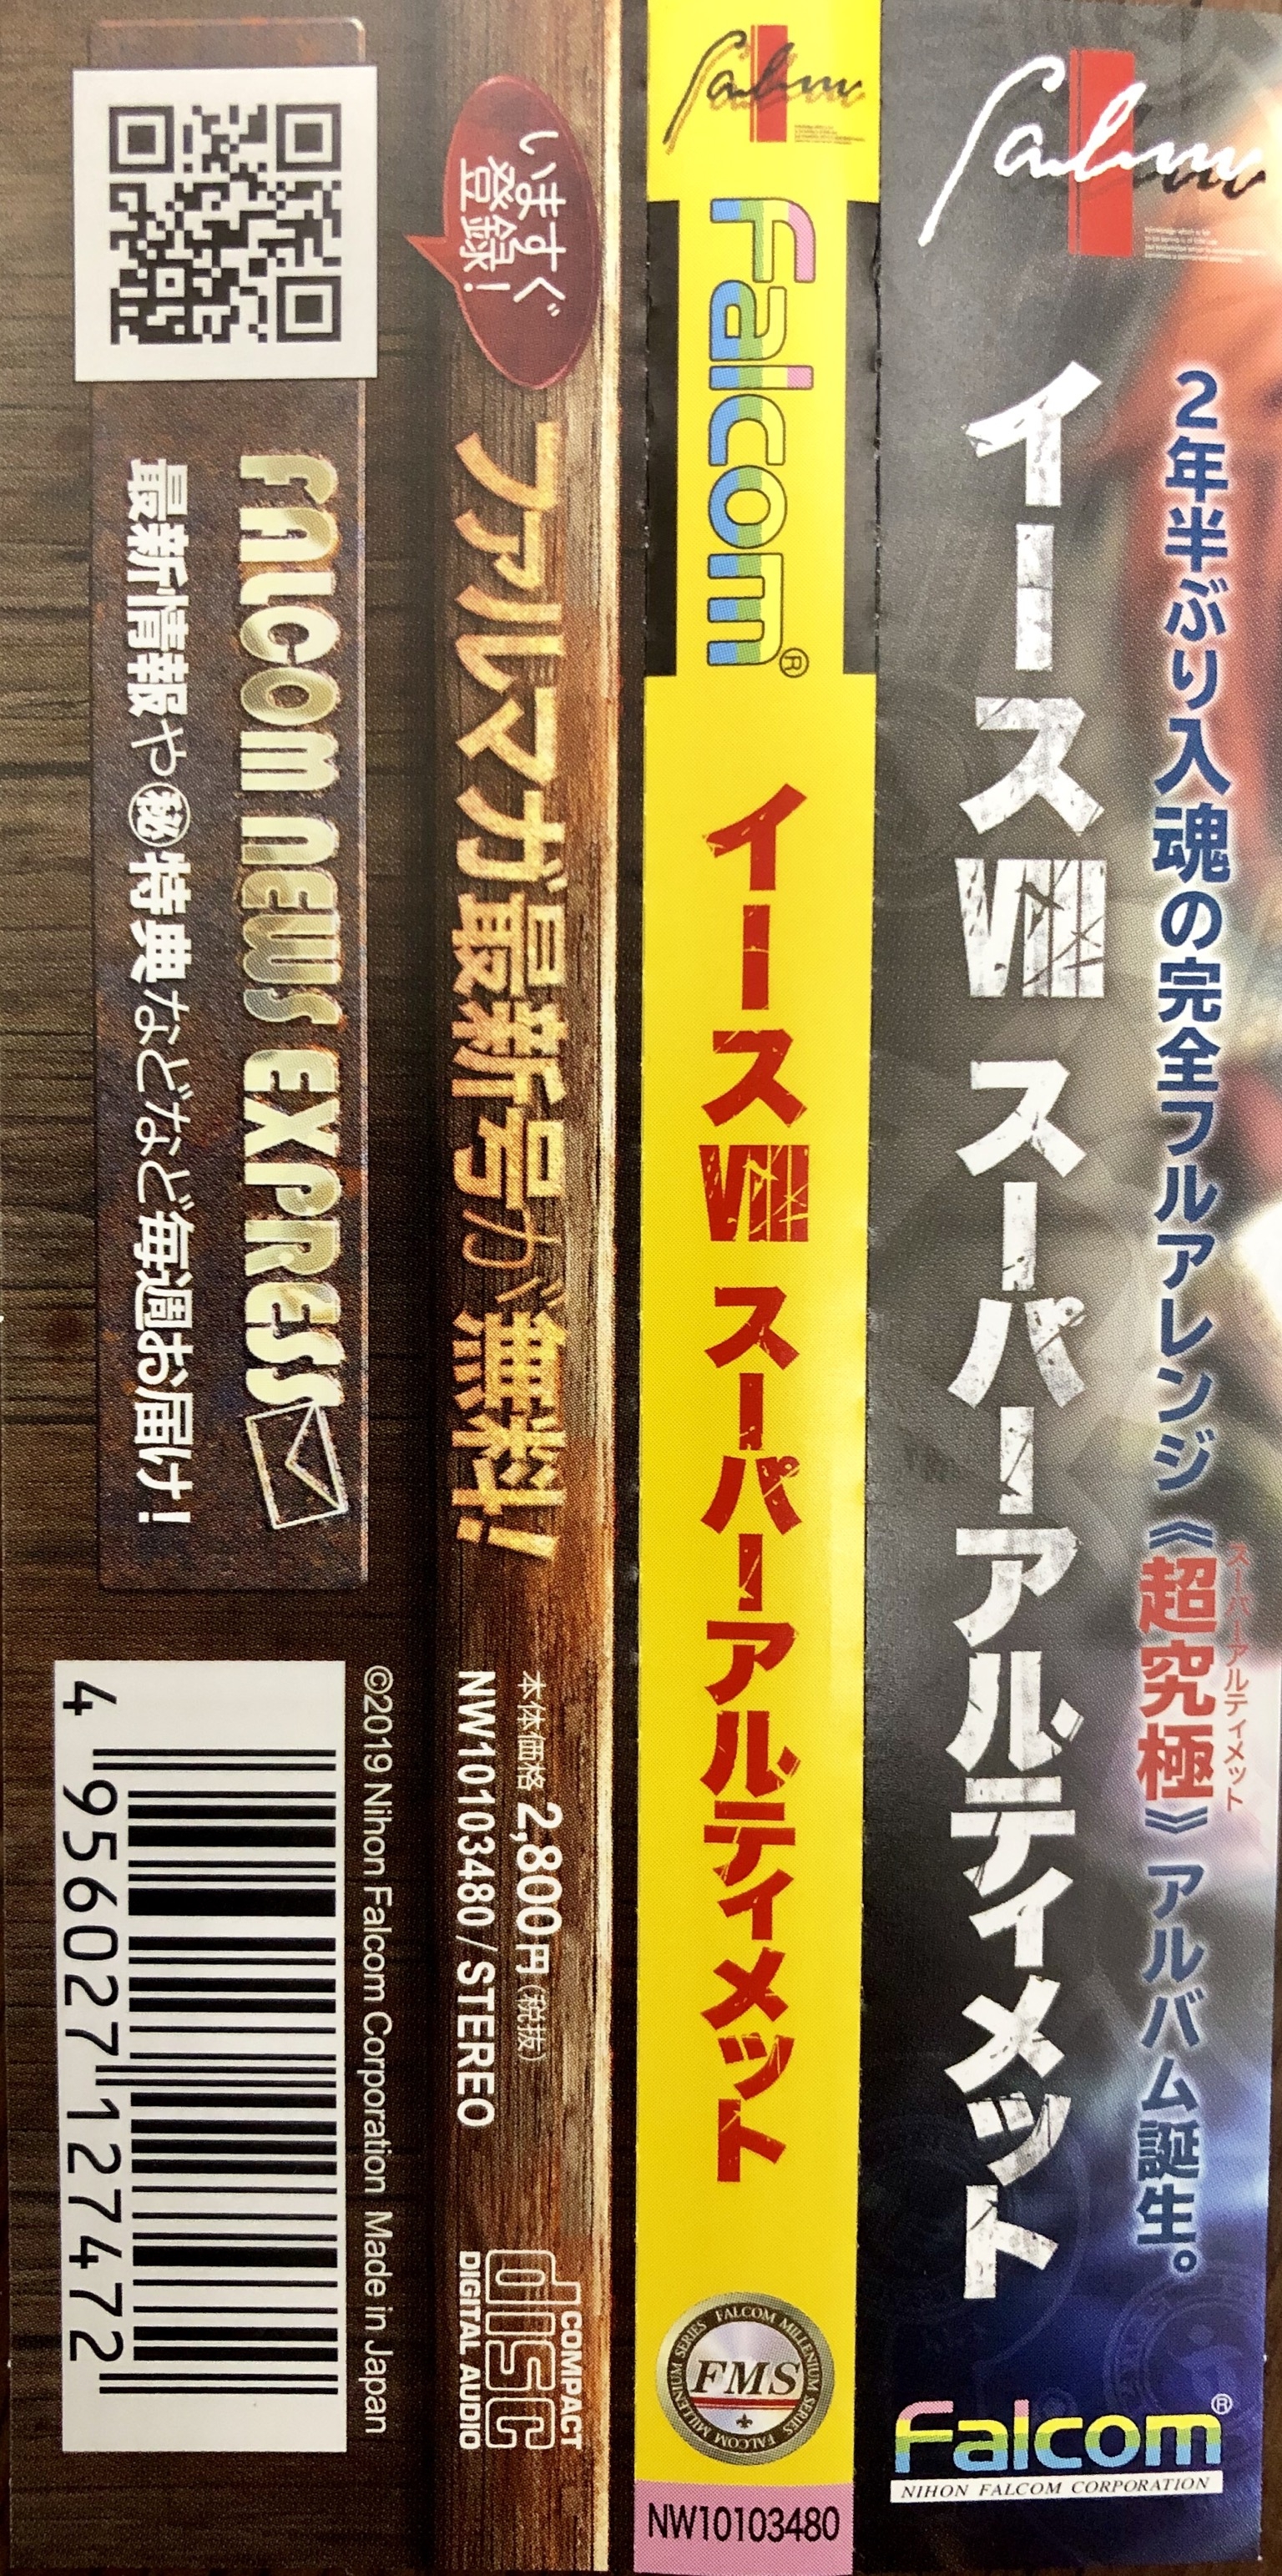 Falcom
2年半ぶり入魂の完全フルアレンジ《超究極》アルバム誕生。
スーパーアルティメット
イースⅧ スーパーアルティメット
Falcom®
NIHON FALCOM CORPORATION
Falcom
Falcom®
イースⅧ スーパーアルティメット
FALCOM MILLENIUM SERIES FALCOM MILLENIUM SERIES
FMS
NW10103480
いますぐ
登録!
ファルマガ最新号が無料!
本体価格 2,800円(税抜)
NW10103480 / STEREO
COMPACT
disc
DIGITAL AUDIO
FALCOM NEWS EXPRESS
最新情報や㊙特典などなど毎週お届け!
©2019 Nihon Falcom Corporation Made in Japan
4 956027 127472